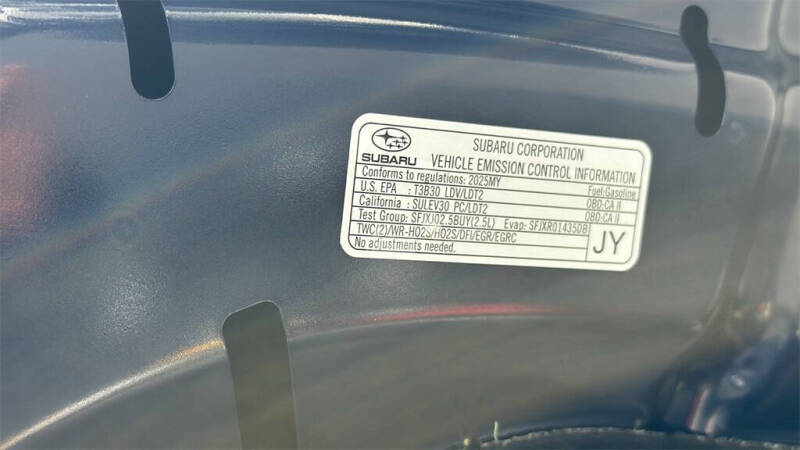 SUBARU
SUBARU CORPORATION
VEHICLE EMISSION CONTROL INFORMATION
Conforms to regulations: 2025MY
Fuel:Gasoline
U.S. EPA : T3B30 LDV/LDT2
OBD:CA II
California : SULEV30 PC/LDT2
OBD:CA II
Test Group: SFJXJ02.5BUY(2.5L) Evap: SFJXR0143SDB
TWC(2)/WR-HO2S/HO2S/DFI/EGR/EGRC
No adjustments needed.
JY